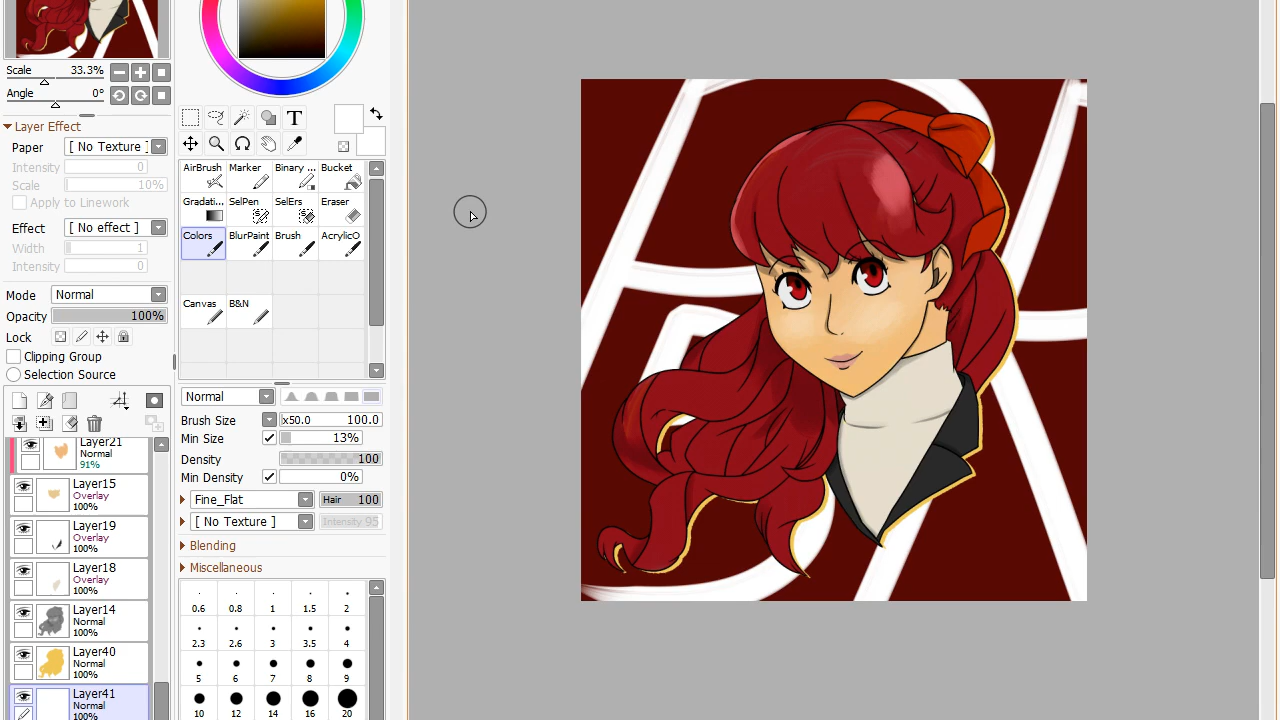 Scale 33.3%
Angle 0°
Layer Effect
Paper [ No Texture ]
Intensity 0
Scale 10%
Apply to Linework
Effect [ No effect ]
Width 1
Intensity 0
Mode Normal
Opacity 100%
Lock
Clipping Group
Selection Source
Layer21
Normal
91%
Layer15
Overlay
100%
Layer19
Overlay
100%
Layer18
Overlay
100%
Layer14
Normal
100%
Layer40
Normal
100%
Layer41
Normal
100%
T
AirBrush Marker Binary ... Bucket
Gradati... SelPen SelErs Eraser
Colors BlurPaint Brush AcrylicO
Canvas B&N
Normal
Brush Size x50.0 100.0
Min Size 13%
Density 100
Min Density 0%
Fine_Flat Hair 100
[ No Texture ] Intensity 95
Blending
Miscellaneous
0.6 0.8 1 1.5 2
2.3 2.6 3 3.5 4
5 6 7 8 9
10 12 14 16 20